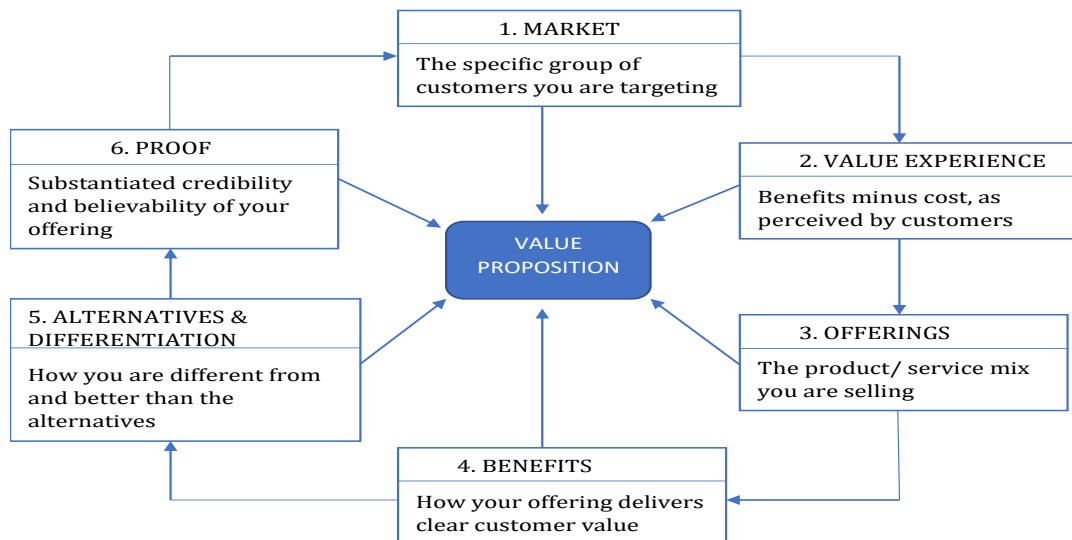 1. MARKET
The specific group of
customers you are targeting
6. PROOF
Substantiated credibility
and believability of your
offering
2. VALUE EXPERIENCE
Benefits minus cost, as
perceived by customers
VALUE
PROPOSITION
5. ALTERNATIVES &
DIFFERENTIATION
How you are different from
and better than the
alternatives
3. OFFERINGS
The product/ service mix
you are selling
4. BENEFITS
How your offering delivers
clear customer value